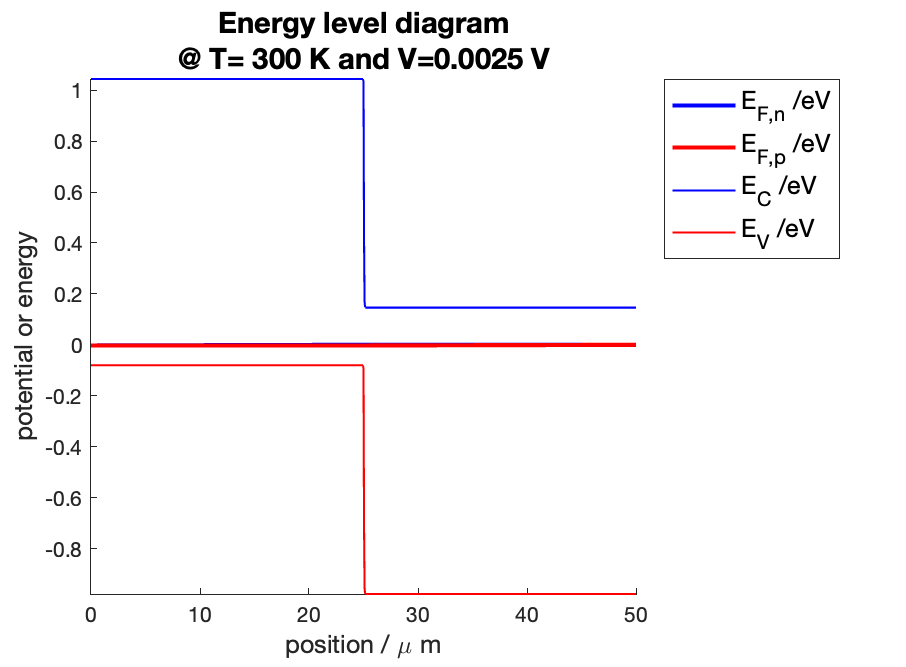 Energy level diagram
@ T= 300 K and V=0.0025 V
1
0.8
0.6
0.4
0.2
0
-0.2
-0.4
-0.6
-0.8
potential or energy
0
10
20
30
40
50
position / μ m
E_{F,n} /eV
E_{F,p} /eV
E_C /eV
E_V /eV